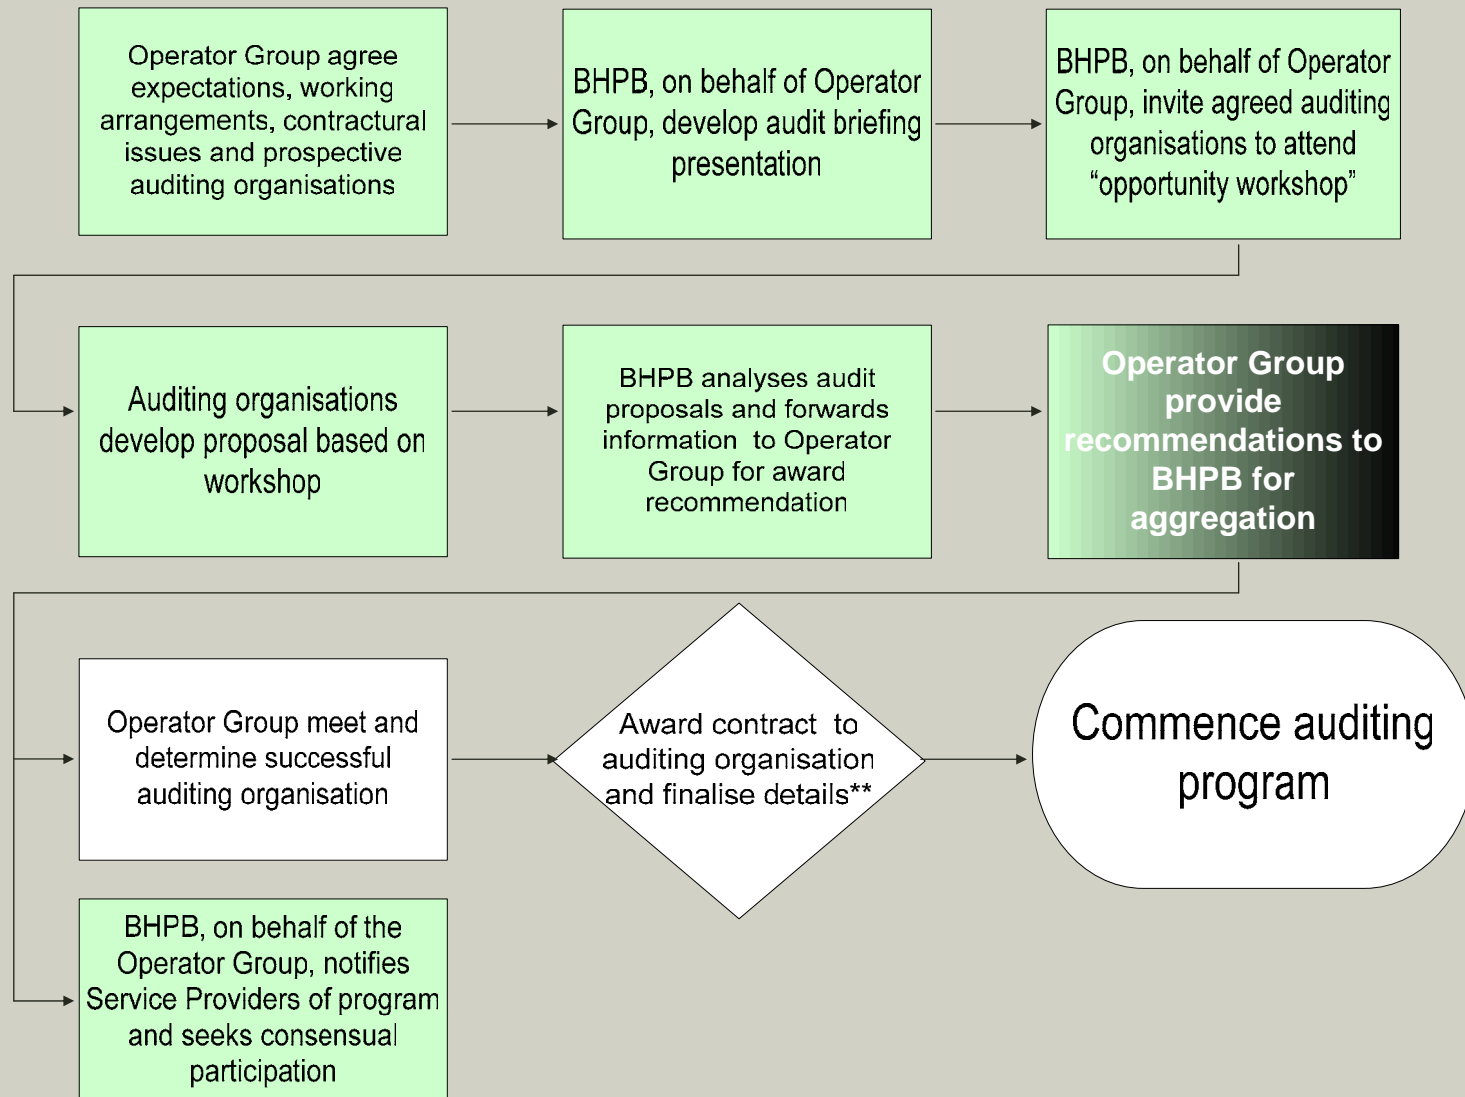 Operator Group agree
expectations, working
arrangements, contractural
issues and prospective
auditing organisations
BHPB, on behalf of Operator
Group, develop audit briefing
presentation
BHPB, on behalf of Operator
Group, invite agreed auditing
organisations to attend
“opportunity workshop”
Auditing organisations
develop proposal based on
workshop
BHPB analyses audit
proposals and forwards
information to Operator
Group for award
recommendation
Operator Group
provide
recommendations to
BHPB for
aggregation
Operator Group meet and
determine successful
auditing organisation
Award contract to
auditing organisation
and finalise details**
Commence auditing
program
BHPB, on behalf of the
Operator Group, notifies
Service Providers of program
and seeks consensual
participation